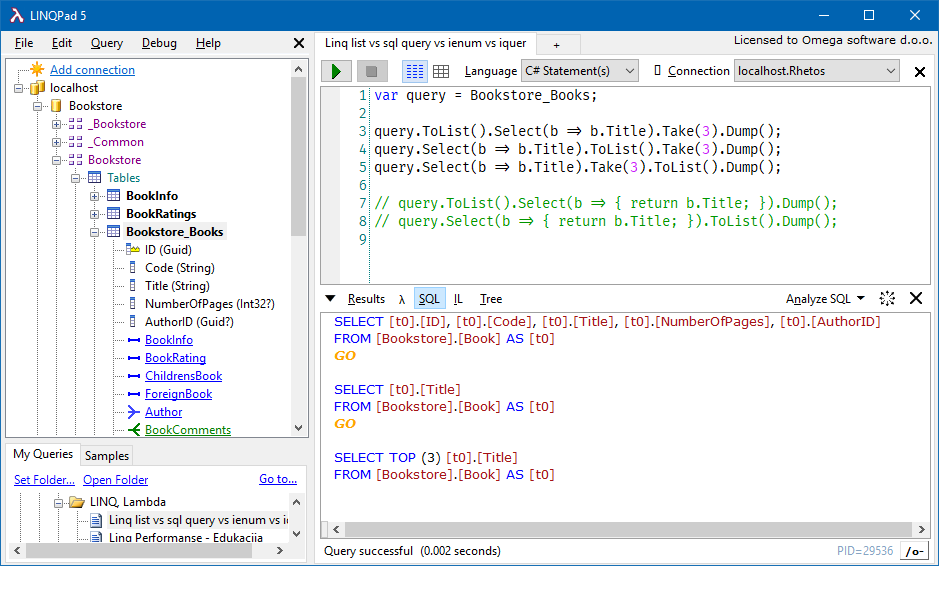 LINQPad 5
File Edit Query Debug Help
Add connection
localhost
Bookstore
_Bookstore
_Common
Bookstore
Tables
BookInfo
BookRatings
Bookstore_Books
ID (Guid)
Code (String)
Title (String)
NumberOfPages (Int32?)
AuthorID (Guid?)
BookInfo
BookRating
ChildrensBook
ForeignBook
Author
BookComments
My Queries Samples
Set Folder... Open Folder Go to...
LINQ, Lambda
Linq list vs sql query vs ienum vs i
Linq Performanse - Edukacija
Linq list vs sql query vs ienum vs iquer +
Licensed to Omega software d.o.o.
Language C# Statement(s) Connection localhost.Rhetos
1 var query = Bookstore_Books;
2
3 query.ToList().Select(b => b.Title).Take(3).Dump();
4 query.Select(b => b.Title).ToList().Take(3).Dump();
5 query.Select(b => b.Title).Take(3).ToList().Dump();
6
7 // query.ToList().Select(b => { return b.Title; }).Dump();
8 // query.Select(b => { return b.Title; }).ToList().Dump();
9
Results λ SQL IL Tree Analyze SQL
SELECT [t0].[ID], [t0].[Code], [t0].[Title], [t0].[NumberOfPages], [t0].[AuthorID]
FROM [Bookstore].[Book] AS [t0]
GO
SELECT [t0].[Title]
FROM [Bookstore].[Book] AS [t0]
GO
SELECT TOP (3) [t0].[Title]
FROM [Bookstore].[Book] AS [t0]
Query successful (0.002 seconds) PID=29536 /o-